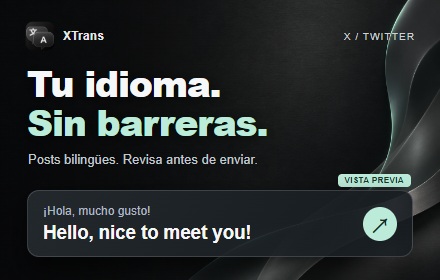 XTrans
X / TWITTER
Tu idioma.
Sin barreras.
Posts bilingües. Revisa antes de enviar.
VISTA PREVIA
¡Hola, mucho gusto!
Hello, nice to meet you!